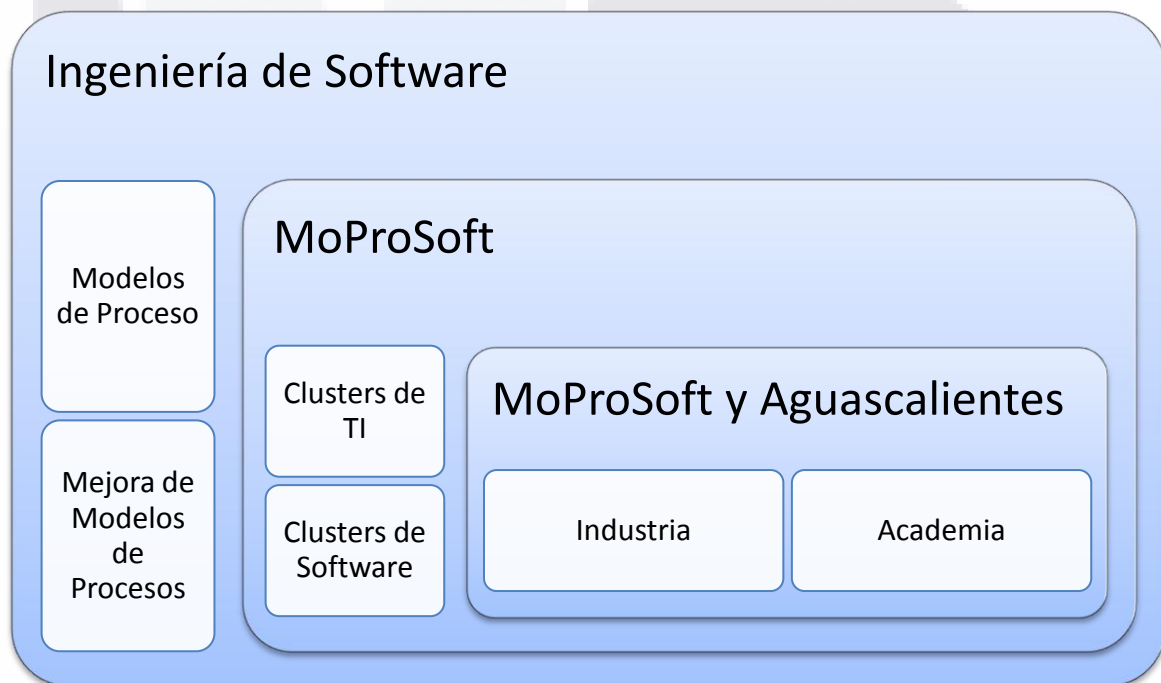 Ingeniería de Software
Modelos
de Proceso
Mejora de
Modelos
de
Procesos
MoProSoft
Clusters de
TI
Clusters de
Software
MoProSoft y Aguascalientes
Industria
Academia